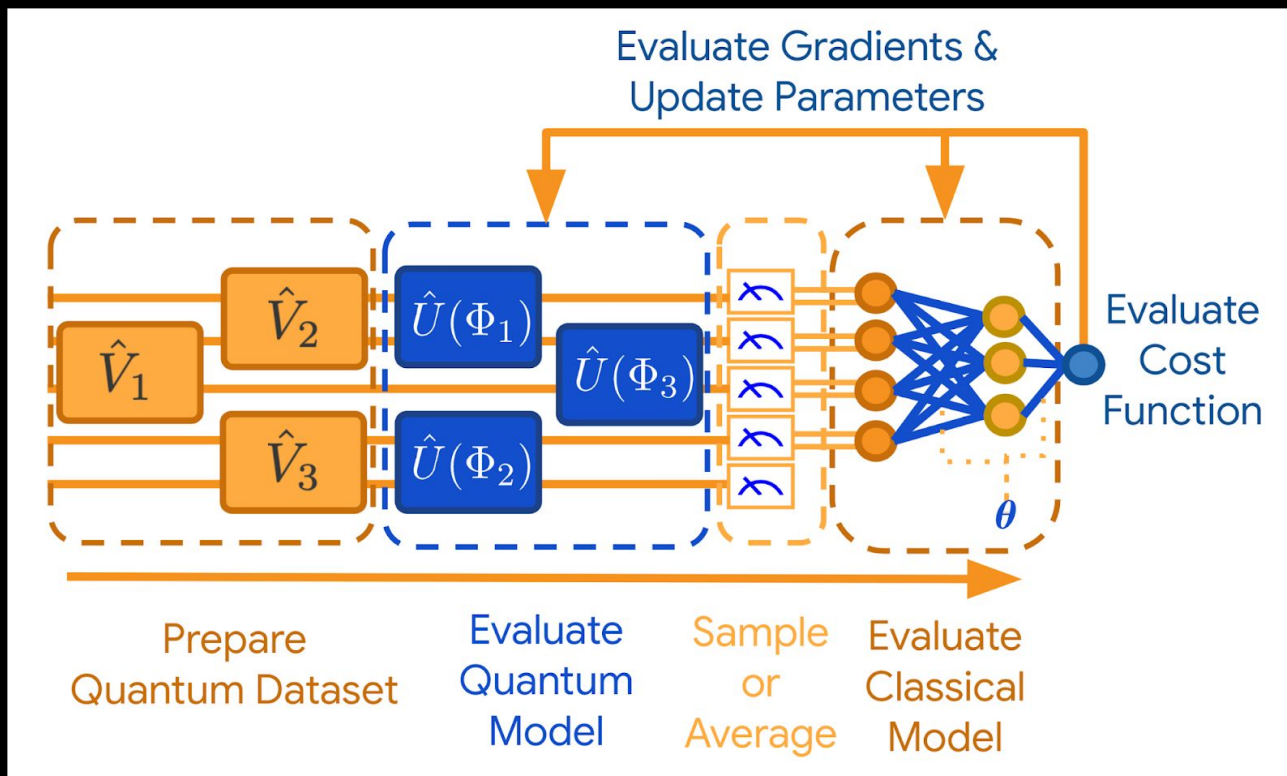 Evaluate Gradients &
Update Parameters
V̂₁
V̂₂
V̂₃
Û(Φ₁)
Û(Φ₂)
Û(Φ₃)
θ
Evaluate
Cost
Function
Prepare
Quantum Dataset
Evaluate
Quantum
Model
Sample
or
Average
Evaluate
Classical
Model